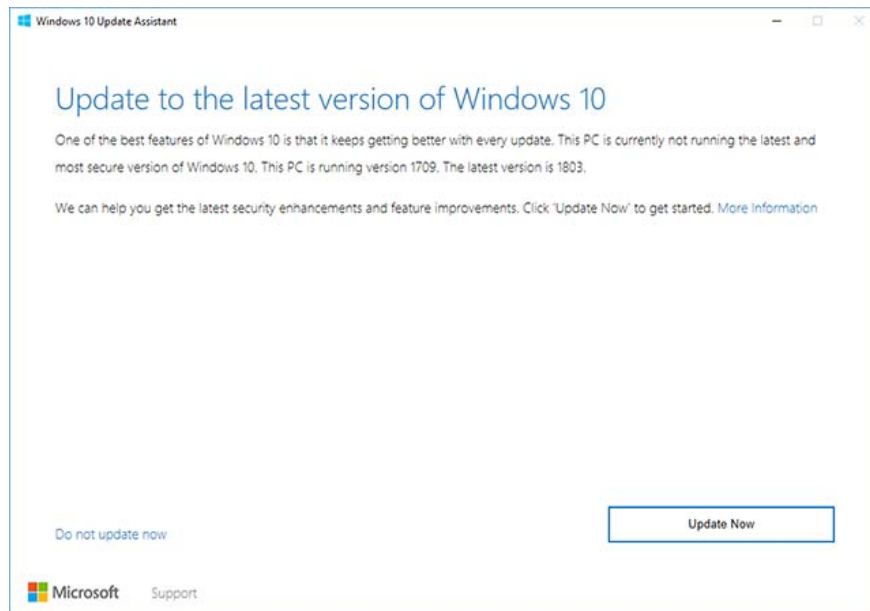 Windows 10 Update Assistant
Update to the latest version of Windows 10
One of the best features of Windows 10 is that it keeps getting better with every update. This PC is currently not running the latest and
most secure version of Windows 10. This PC is running version 1709. The latest version is 1803.
We can help you get the latest security enhancements and feature improvements. Click 'Update Now' to get started. More Information
Do not update now
Update Now
Microsoft
Support